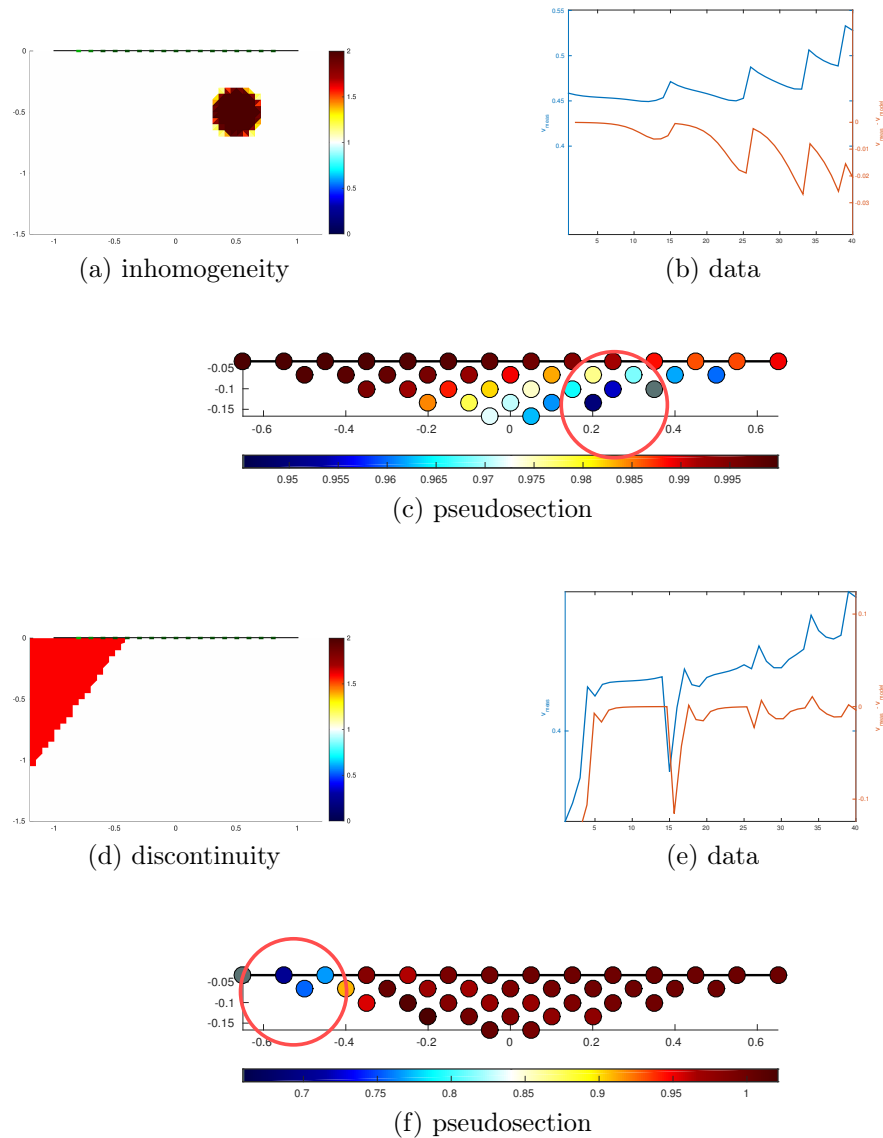 0
-0.5
-1
-1.5
-1 -0.5 0 0.5 1
2
1.5
1
0.5
0
(a) inhomogeneity
0.55
0.5
0.45
0.4
V_meas
0
-0.01
-0.02
-0.03
V_meas - V_model
5 10 15 20 25 30 35 40
(b) data
-0.05
-0.1
-0.15
-0.6 -0.4 -0.2 0 0.2 0.4 0.6
0.95 0.955 0.96 0.965 0.97 0.975 0.98 0.985 0.99 0.995
(c) pseudosection
0
-0.5
-1
-1.5
-1 -0.5 0 0.5 1
2
1.5
1
0.5
0
(d) discontinuity
0.4
V_meas
0.1
0
-0.1
V_meas - V_model
5 10 15 20 25 30 35 40
(e) data
-0.05
-0.1
-0.15
-0.6 -0.4 -0.2 0 0.2 0.4 0.6
0.7 0.75 0.8 0.85 0.9 0.95 1
(f) pseudosection